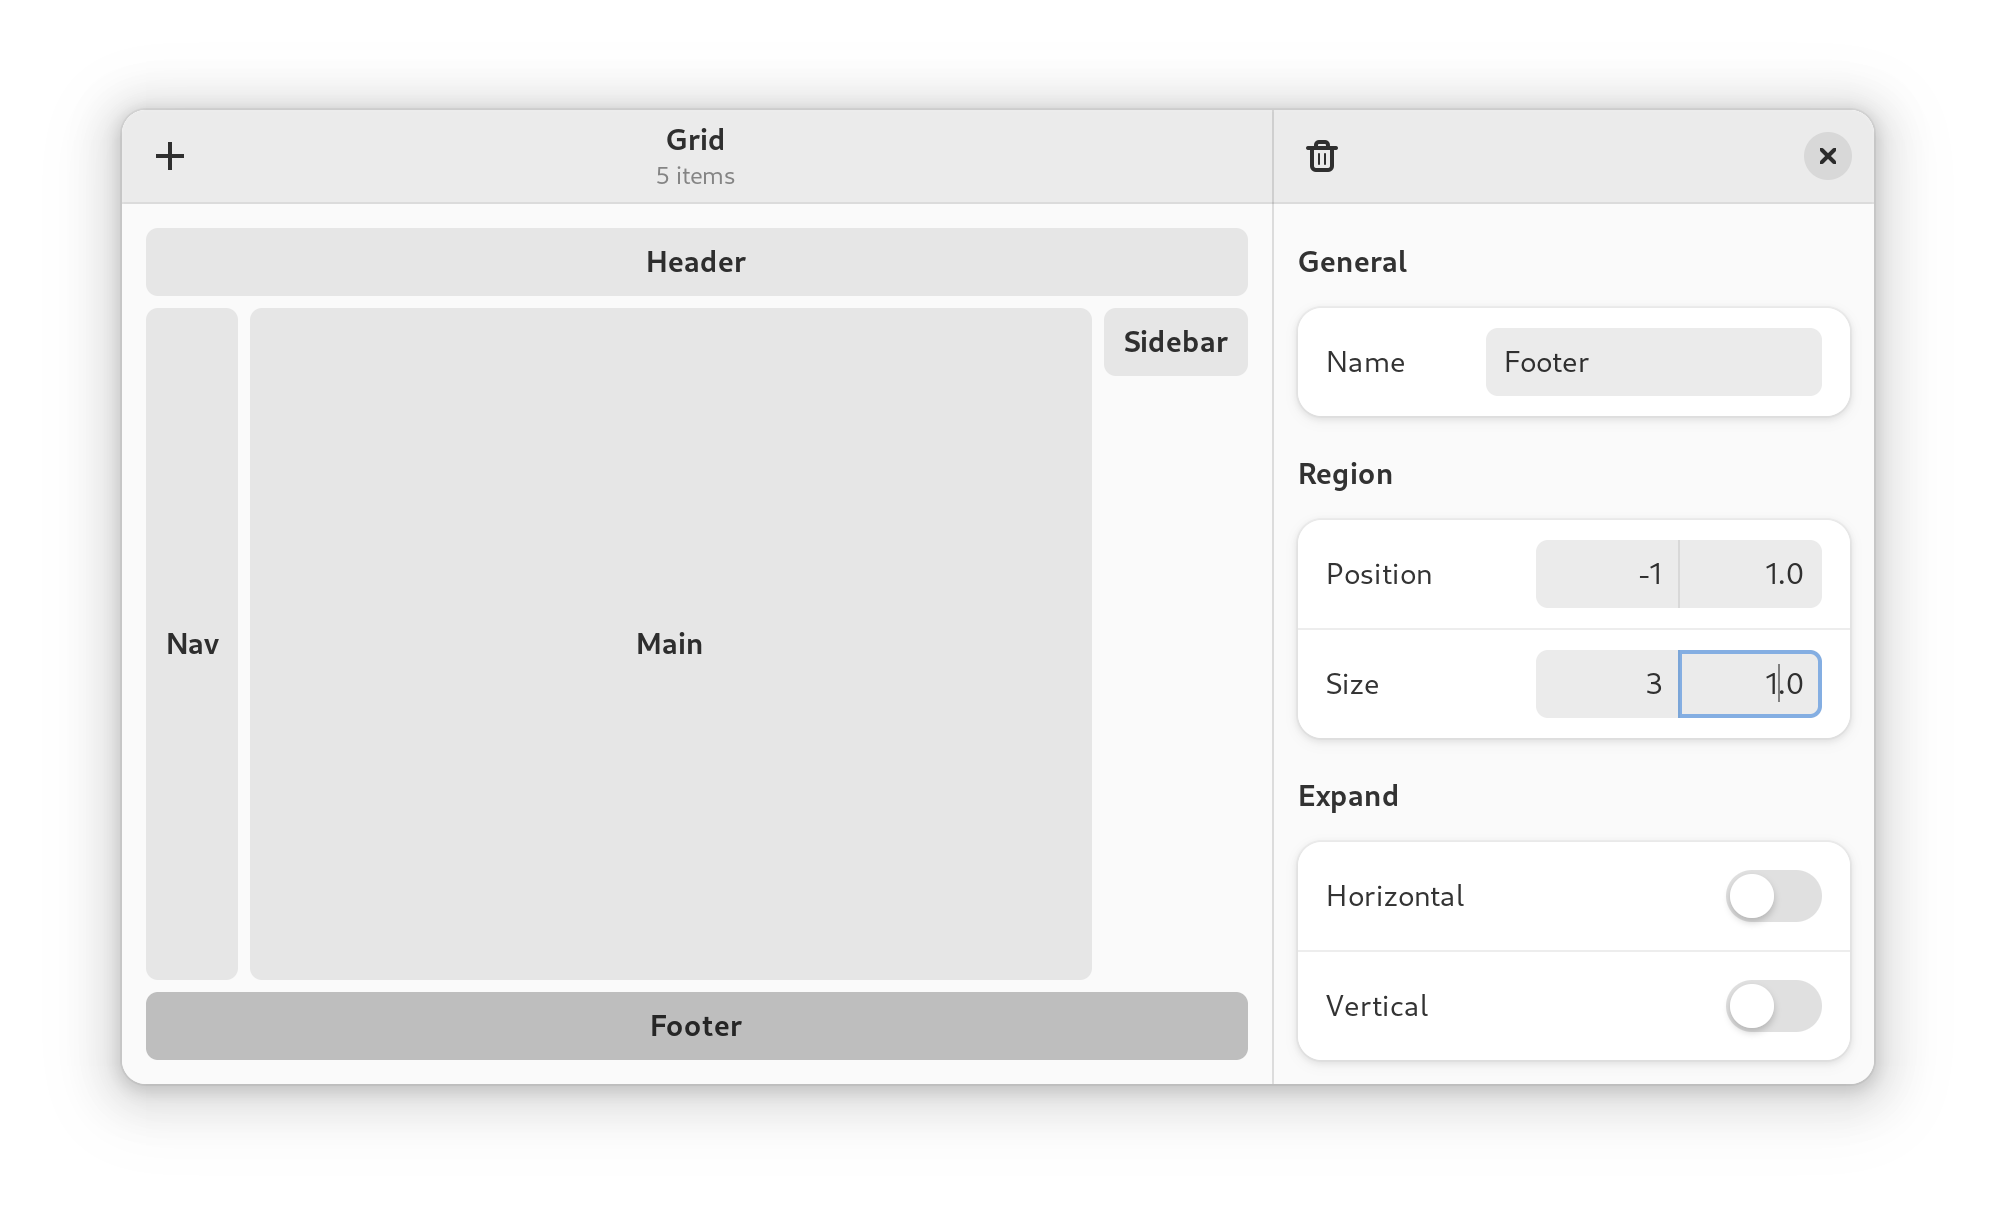 Grid
5 items
Header
Nav
Main
Sidebar
Footer
General
Name Footer
Region
Position -1 1.0
Size 3 1.0
Expand
Horizontal
Vertical